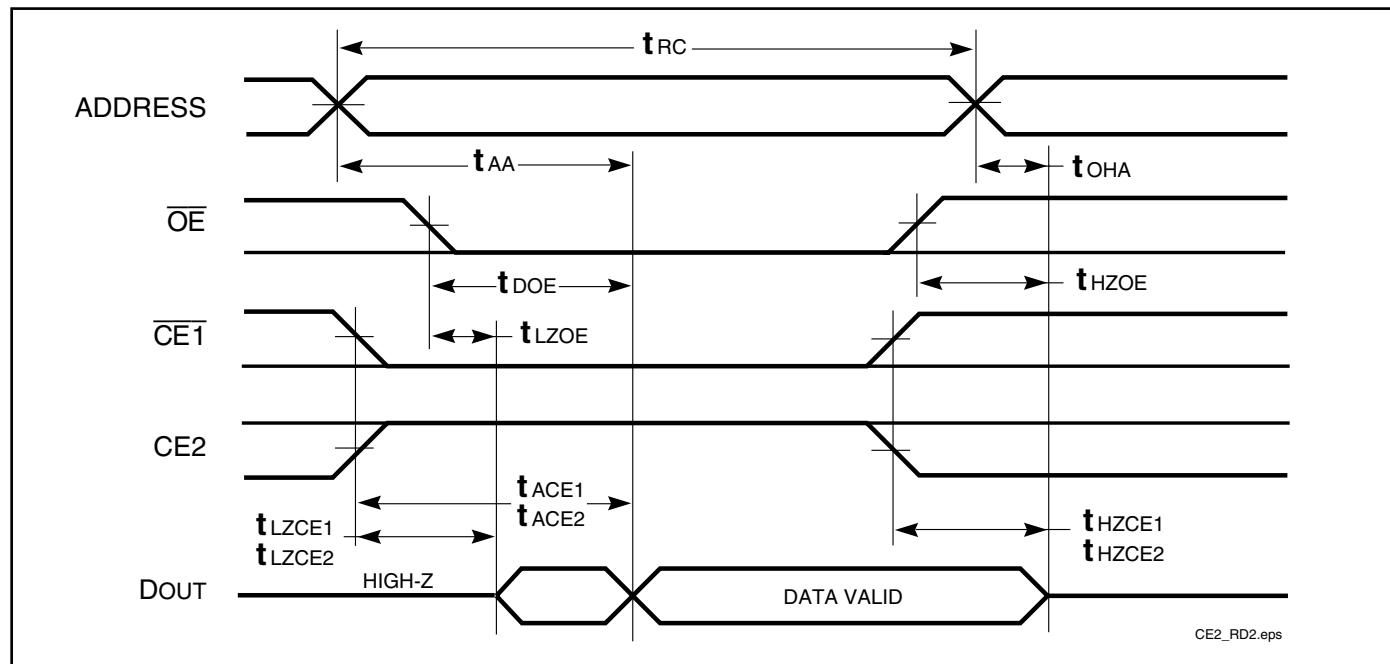 tRC
ADDRESS
tAA
tOHA
OE
tDOE
tHZOE
CE1
tLZOE
CE2
tACE1
tACE2
tLZCE1
tLZCE2
tHZCE1
tHZCE2
DOUT
HIGH-Z
DATA VALID
CE2_RD2.eps